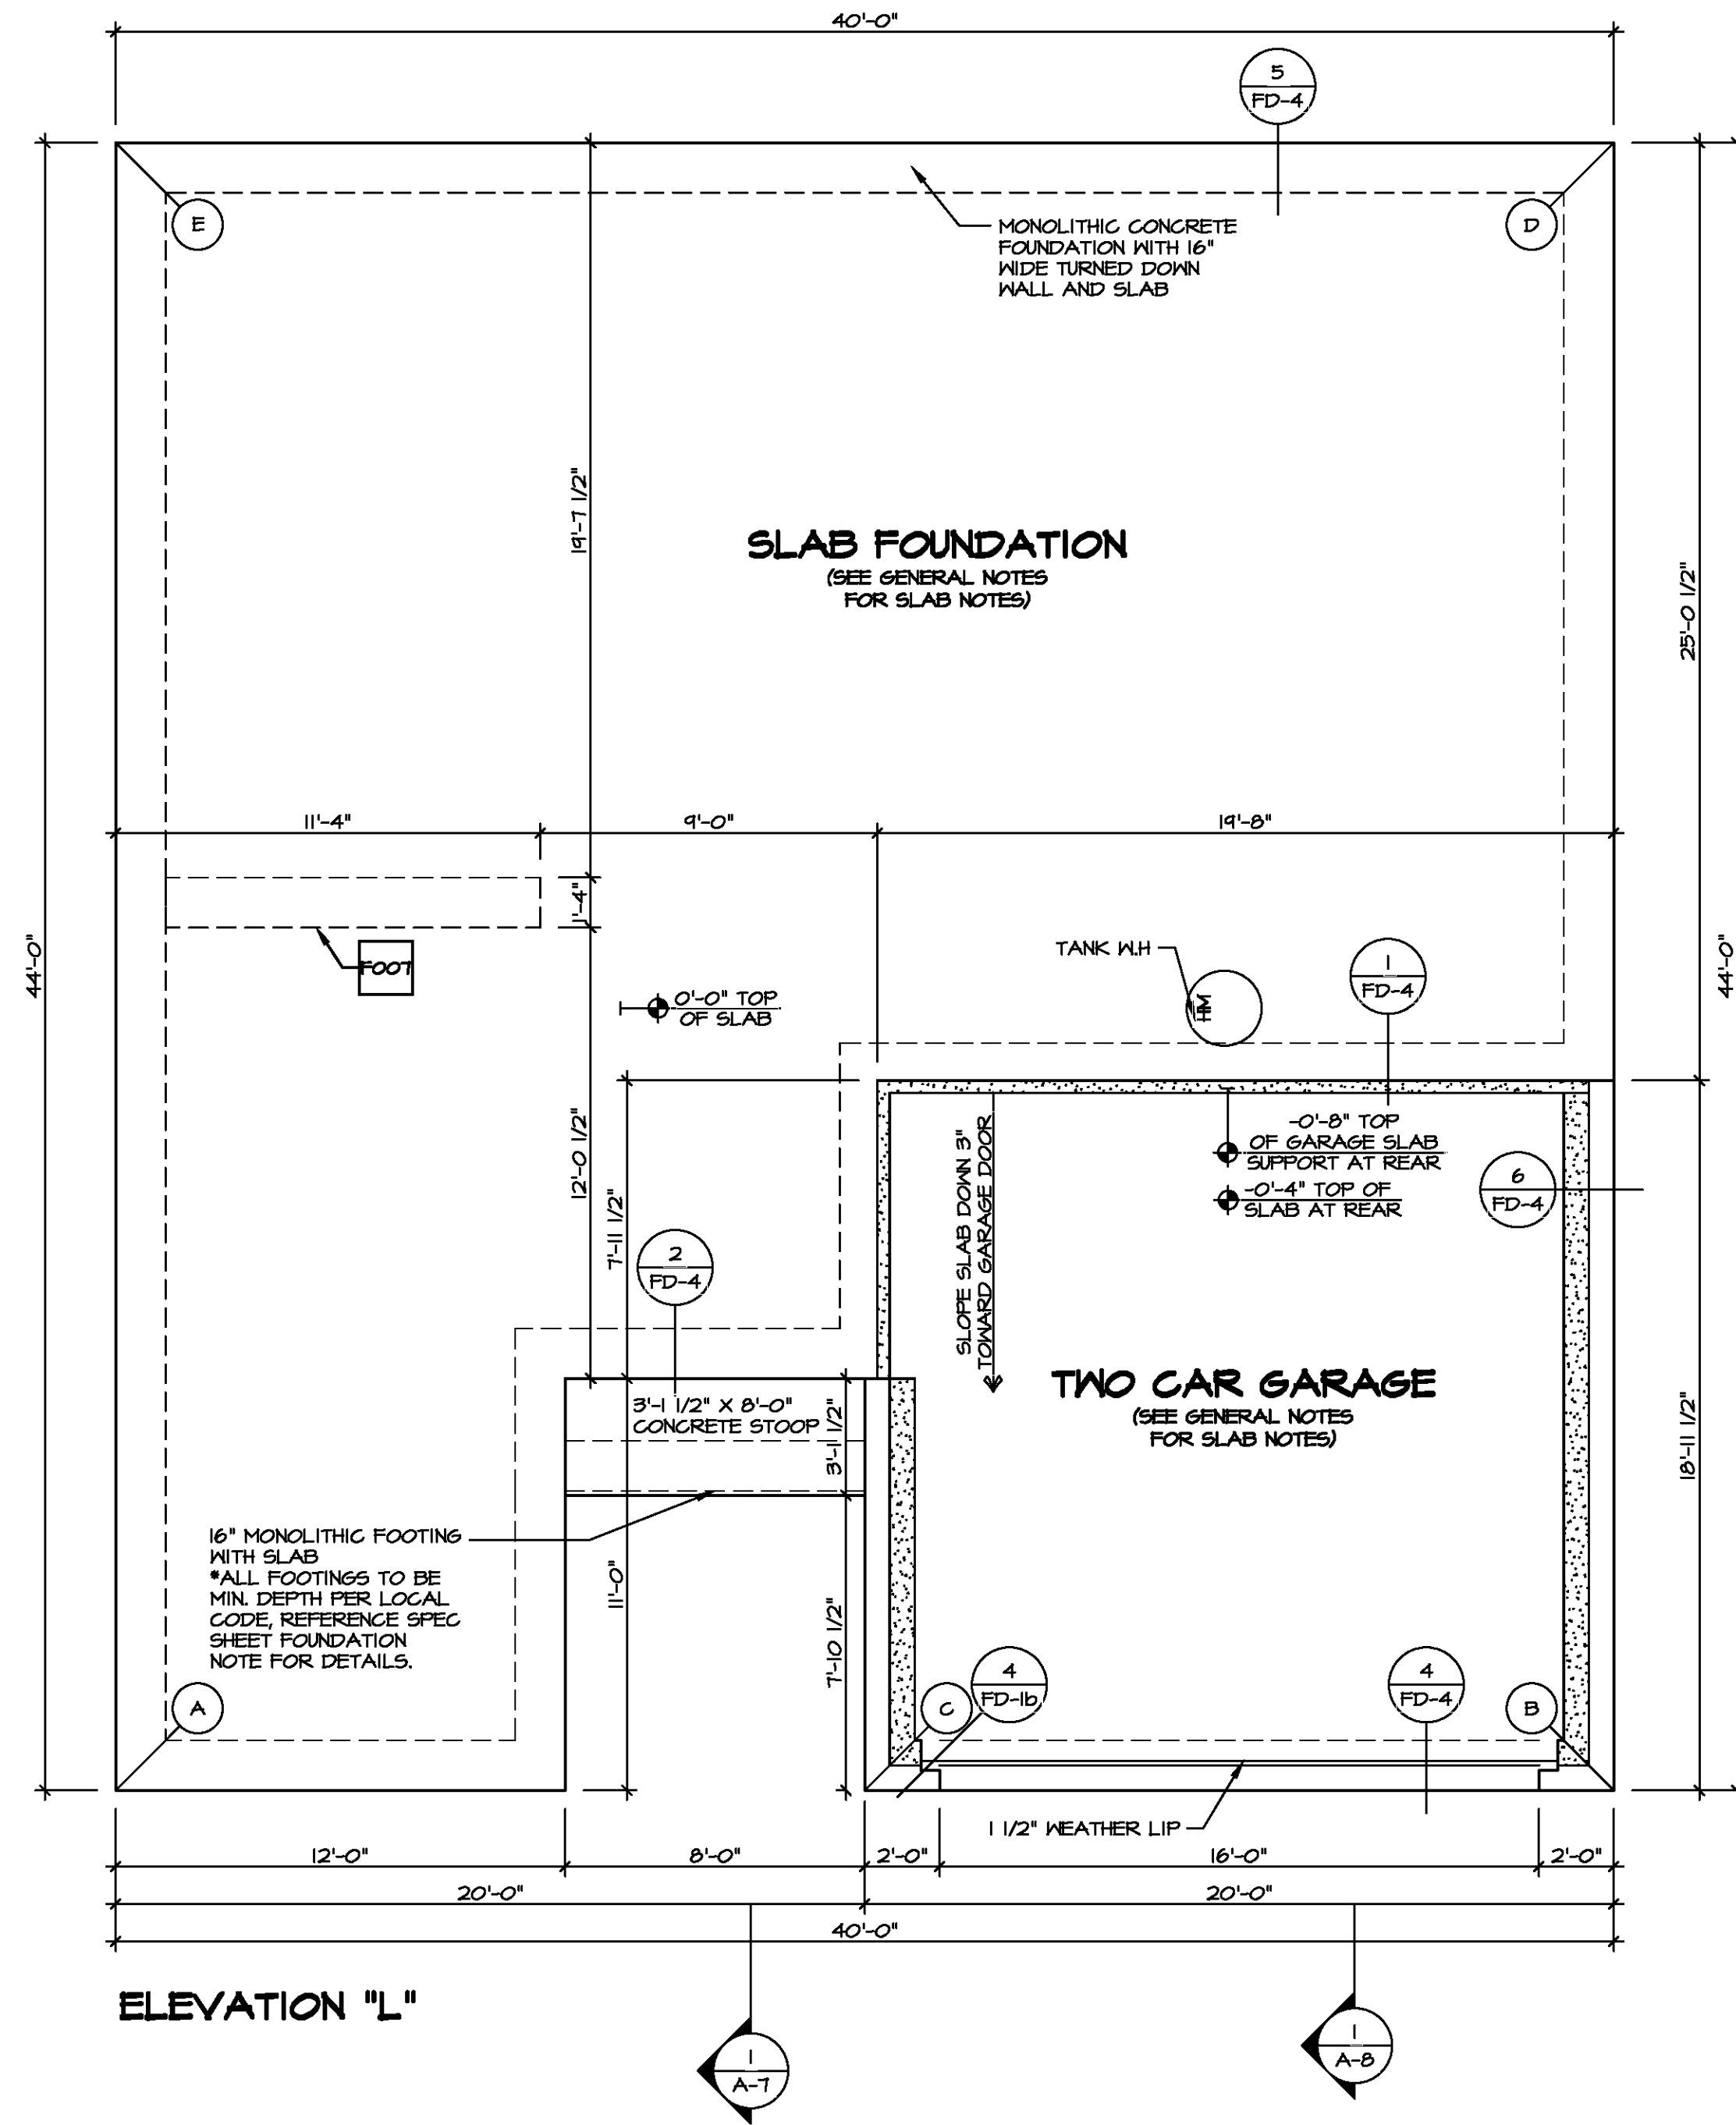 40'-0"
5
FD-4
E
D
MONOLITHIC CONCRETE
FOUNDATION WITH 16"
WIDE TURNED DOWN
WALL AND SLAB
19'-7 1/2"
SLAB FOUNDATION
(SEE GENERAL NOTES
FOR SLAB NOTES)
25'-0 1/2"
11'-4"
9'-0"
19'-8"
1'-4"
44'-0"
FOOT
TANK W.H
HW
1
FD-4
44'-0"
0'-0" TOP
OF SLAB
12'-0 1/2"
7'-11 1/2"
SLOPE SLAB DOWN 3"
TOWARD GARAGE DOOR
-0'-8" TOP
OF GARAGE SLAB
SUPPORT AT REAR
-0'-4" TOP OF
SLAB AT REAR
6
FD-4
2
FD-4
TWO CAR GARAGE
(SEE GENERAL NOTES
FOR SLAB NOTES)
3'-1 1/2" X 8'-0"
CONCRETE STOOP
3'-1 1/2"
18'-11 1/2"
16" MONOLITHIC FOOTING
WITH SLAB
*ALL FOOTINGS TO BE
MIN. DEPTH PER LOCAL
CODE, REFERENCE SPEC
SHEET FOUNDATION
NOTE FOR DETAILS.
11'-0"
7'-10 1/2"
A
C
4
FD-1b
4
FD-4
B
1 1/2" WEATHER LIP
12'-0"
8'-0"
2'-0"
16'-0"
2'-0"
20'-0"
20'-0"
40'-0"
ELEVATION "L"
1
A-7
1
A-8